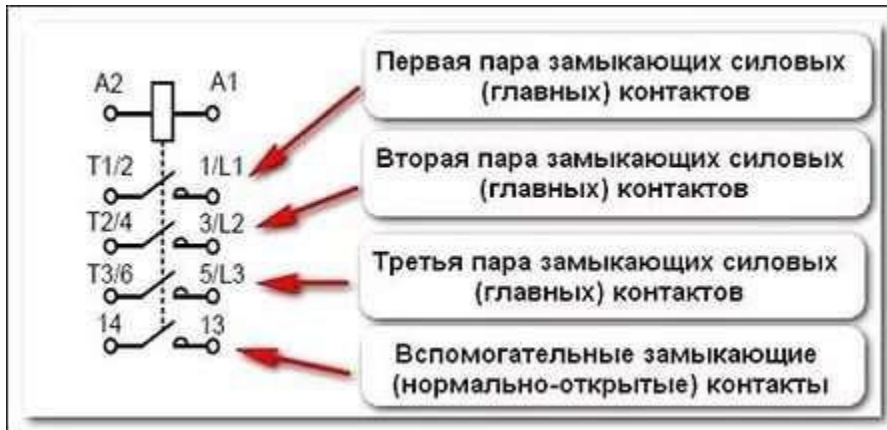 A2 A1
T1/2 1/L1
T2/4 3/L2
T3/6 5/L3
14 13
Первая пара замыкающих силовых
(главных) контактов
Вторая пара замыкающих силовых
(главных) контактов
Третья пара замыкающих силовых
(главных) контактов
Вспомогательные замыкающие
(нормально-открытые) контакты